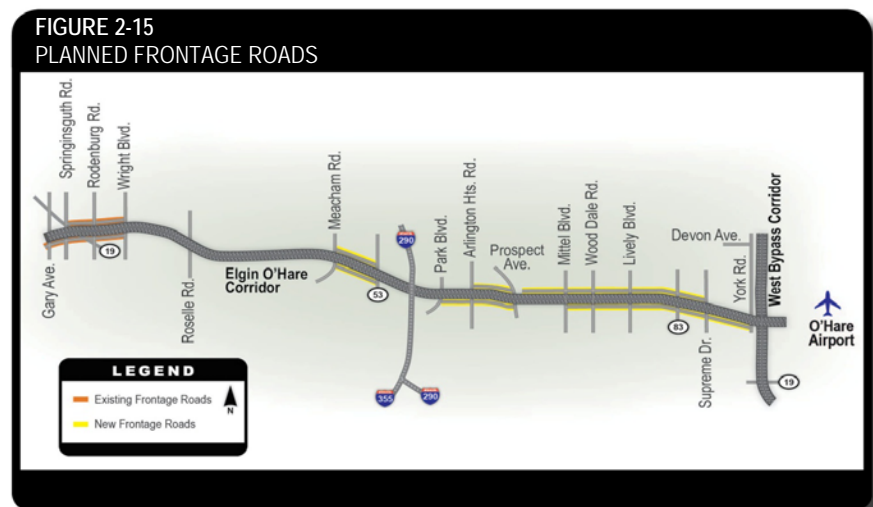 FIGURE 2-15
PLANNED FRONTAGE ROADS
Springinsguth Rd.
Rodenburg Rd.
Wright Blvd.
Gary Ave.
19
Roselle Rd.
Elgin O'Hare
Corridor
Meacham Rd.
53
290
355
290
Park Blvd.
Arlington Hts. Rd.
Prospect
Ave.
Mittel Blvd.
Wood Dale Rd.
Lively Blvd.
83
Supreme Dr.
Devon Ave.
York Rd.
West Bypass Corridor
19
O'Hare
Airport
LEGEND
Existing Frontage Roads
New Frontage Roads
N